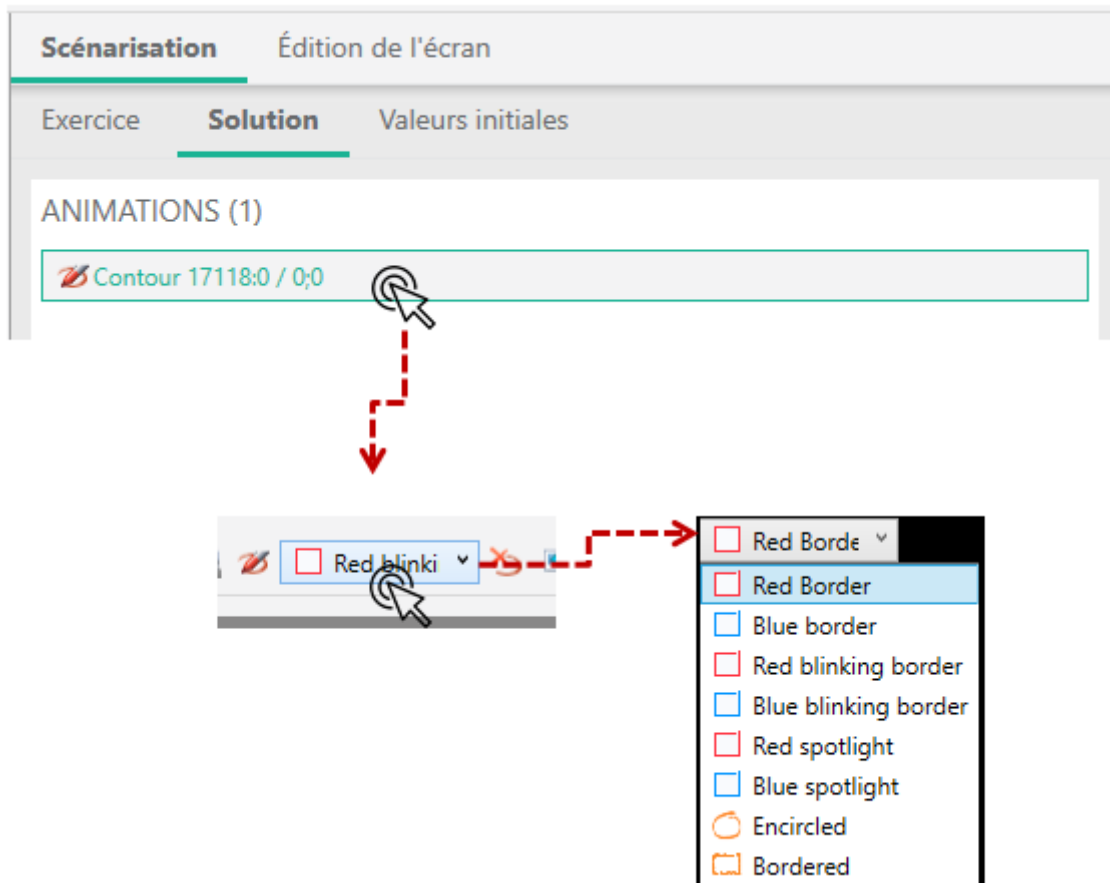 Scénarisation Édition de l'écran
Exercice Solution Valeurs initiales
ANIMATIONS (1)
Contour 17118:0 / 0;0
Red blinki
Red Borde
Red Border
Blue border
Red blinking border
Blue blinking border
Red spotlight
Blue spotlight
Encircled
Bordered